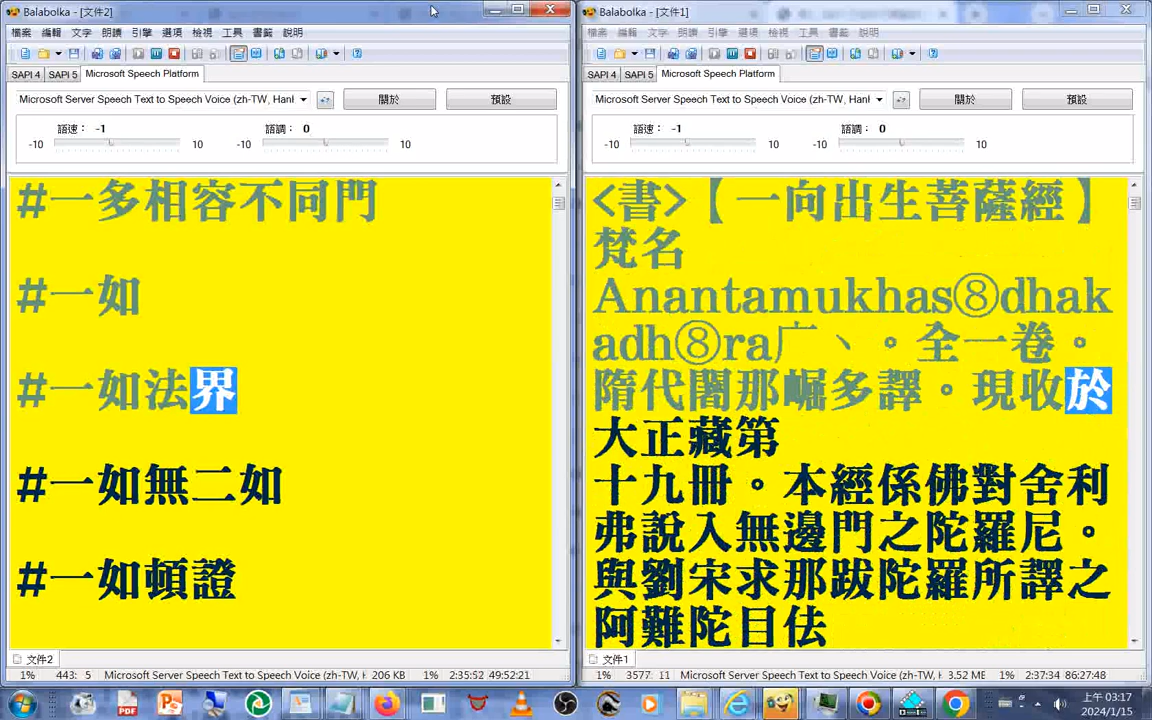 Balabolka - [文件2]
檔案 編輯 文字 朗讀 引擎 選項 檢視 工具 書籤 說明
SAPI 4 SAPI 5 Microsoft Speech Platform
Microsoft Server Speech Text to Speech Voice (zh-TW, Hanl 關於 預設
語速: -1 語調: 0
-10 10 -10 10
#一多相容不同門
#一如
#一如法界
#一如無二如
#一如頓證
文件2
1% 443: 5 Microsoft Server Speech Text to Speech Voice (zh-TW, H 206 KB 1% 2:35:52 49:52:21
Balabolka - [文件1]
檔案 編輯 文字 朗讀 引擎 選項 檢視 工具 書籤 說明
SAPI 4 SAPI 5 Microsoft Speech Platform
Microsoft Server Speech Text to Speech Voice (zh-TW, Hanl 關於 預設
語速: -1 語調: 0
-10 10 -10 10
<書>【一向出生菩薩經】
梵名
Anantamukhas⑧dhak
adh⑧ra广丶。全一卷。
隋代闍那崛多譯。現收於
大正藏第
十九冊。本經係佛對舍利
弗說入無邊門之陀羅尼。
與劉宋求那跋陀羅所譯之
阿難陀目佉
文件1
1% 3577: 11 Microsoft Server Speech Text to Speech Voice (zh-TW, H 3.52 MB 1% 2:37:34 86:27:48
上午 03:17
2024/1/15